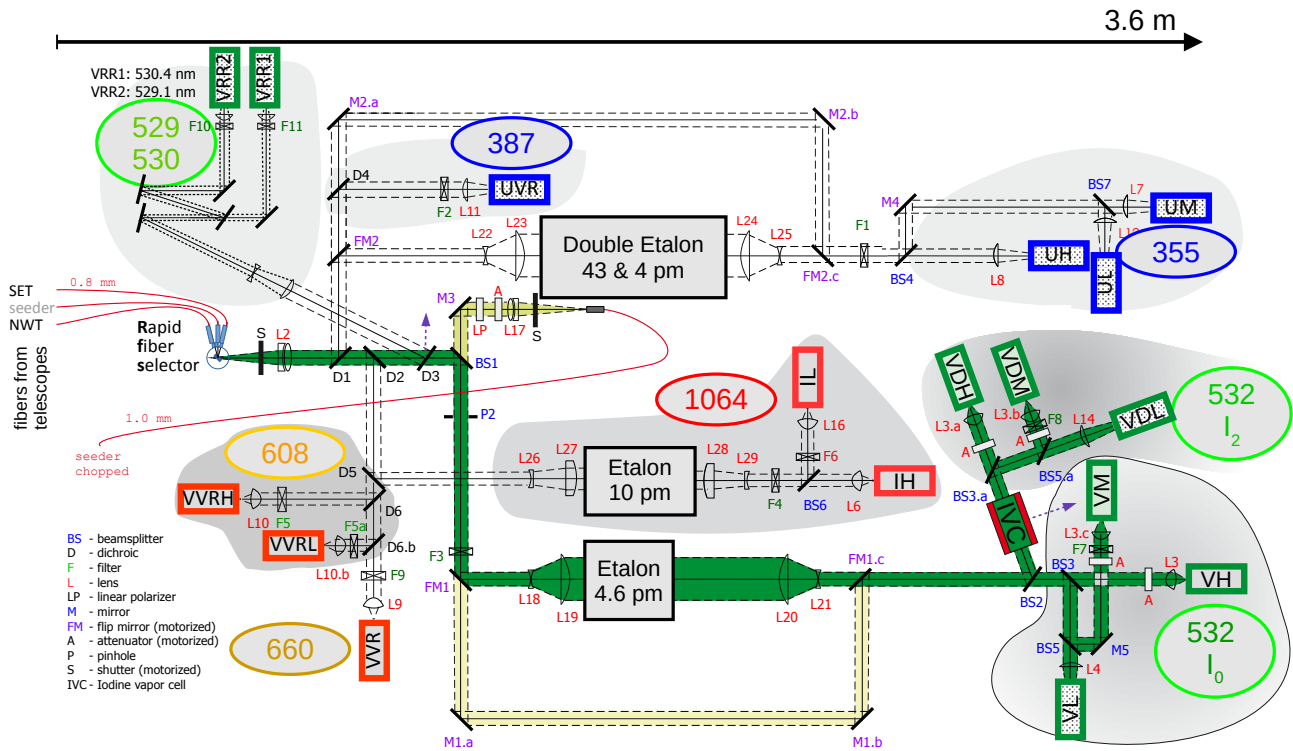 3.6 m
VRR1: 530.4 nm
VRR2: 529.1 nm
VRR2
VRR1
F10
F11
529
530
M2.a
M2.b
387
D4
F2
L11
UVR
FM2
L22
L23
Double Etalon
43 & 4 pm
L24
L25
FM2.c
F1
M4
BS4
BS7
L7
UM
L8
UH
UL
355
SET
seeder
NWT
0.8 mm
fibers from
telescopes
Rapid
fiber
selector
S
L2
D1
D2
D3
M3
LP
A
L17
S
BS1
P2
1.0 mm
seeder
chopped
1064
IL
L16
F6
L26
L27
Etalon
10 pm
L28
L29
F4
BS6
L6
IH
608
D5
VVRH
L10
F5
D6
VVRL
L10.b
F5a
D6.b
F9
L9
VVR
660
F3
FM1
L18
L19
Etalon
4.6 pm
L20
L21
FM1.c
M1.a
M1.b
VDH
VDM
L3.a
L3.b
F8
A
A
L14
VDL
532
I2
BS3.a
BS5.a
IVC
VM
L3.c
F7
A
BS2
BS3
L3
A
VH
BS5
M5
L4
VL
532
I0
BS - beamsplitter
D - dichroic
F - filter
L - lens
LP - linear polarizer
M - mirror
FM - flip mirror (motorized)
A - attenuator (motorized)
P - pinhole
S - shutter (motorized)
IVC - Iodine vapor cell